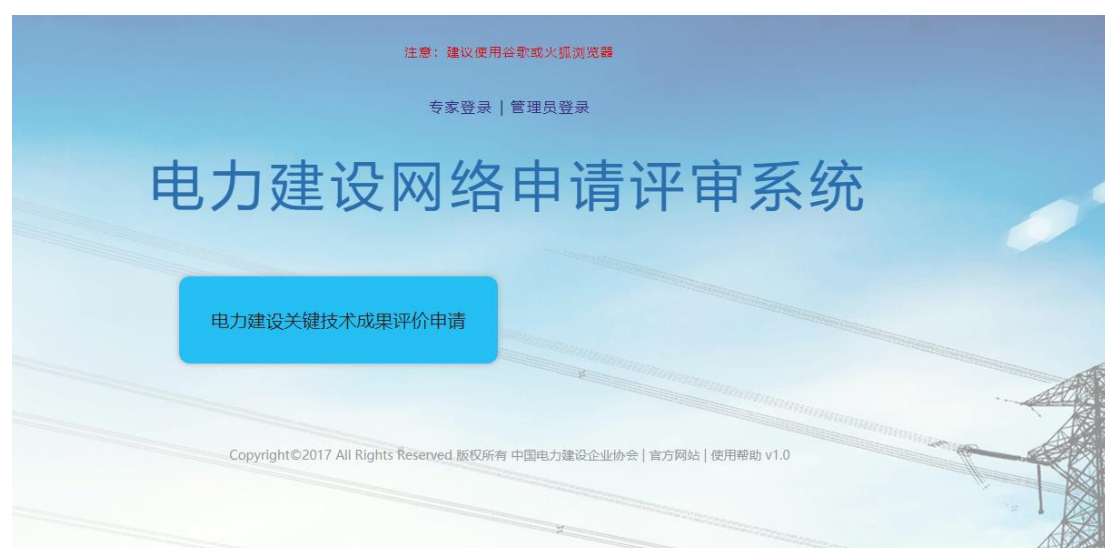 注意：建议使用谷歌或火狐浏览器
专家登录 | 管理员登录
电力建设网络申请评审系统
电力建设关键技术成果评价申请
Copyright©2017 All Rights Reserved 版权所有 中国电力建设企业协会 | 官方网站 | 使用帮助 v1.0